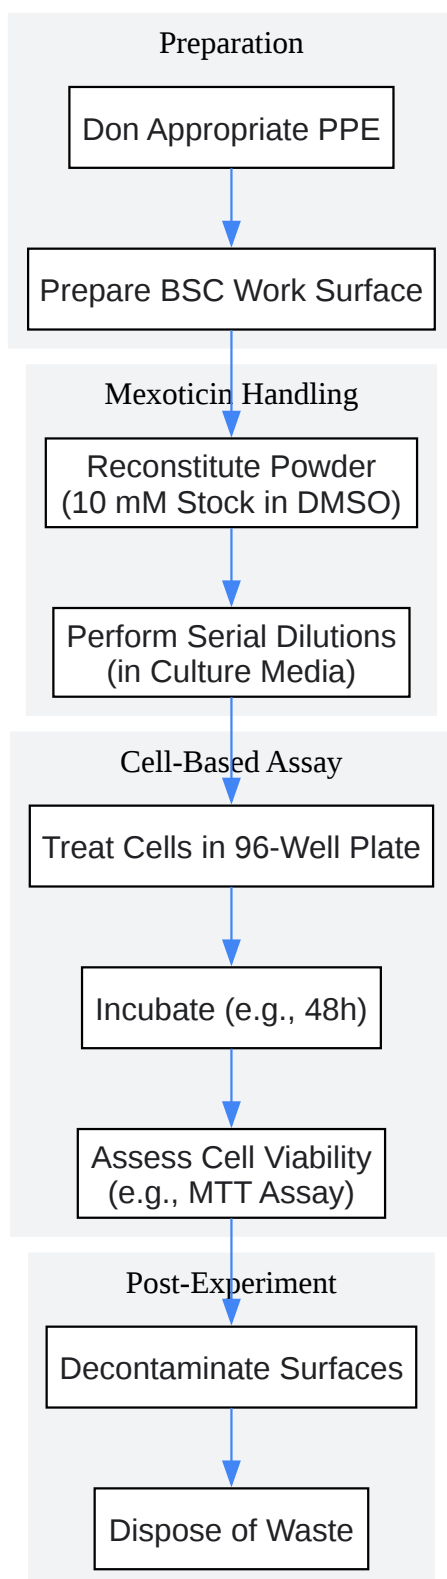 Preparation
Don Appropriate PPE
Prepare BSC Work Surface
Mexoticin Handling
Reconstitute Powder
(10 mM Stock in DMSO)
Perform Serial Dilutions
(in Culture Media)
Cell-Based Assay
Treat Cells in 96-Well Plate
Incubate (e.g., 48h)
Assess Cell Viability
(e.g., MTT Assay)
Post-Experiment
Decontaminate Surfaces
Dispose of Waste